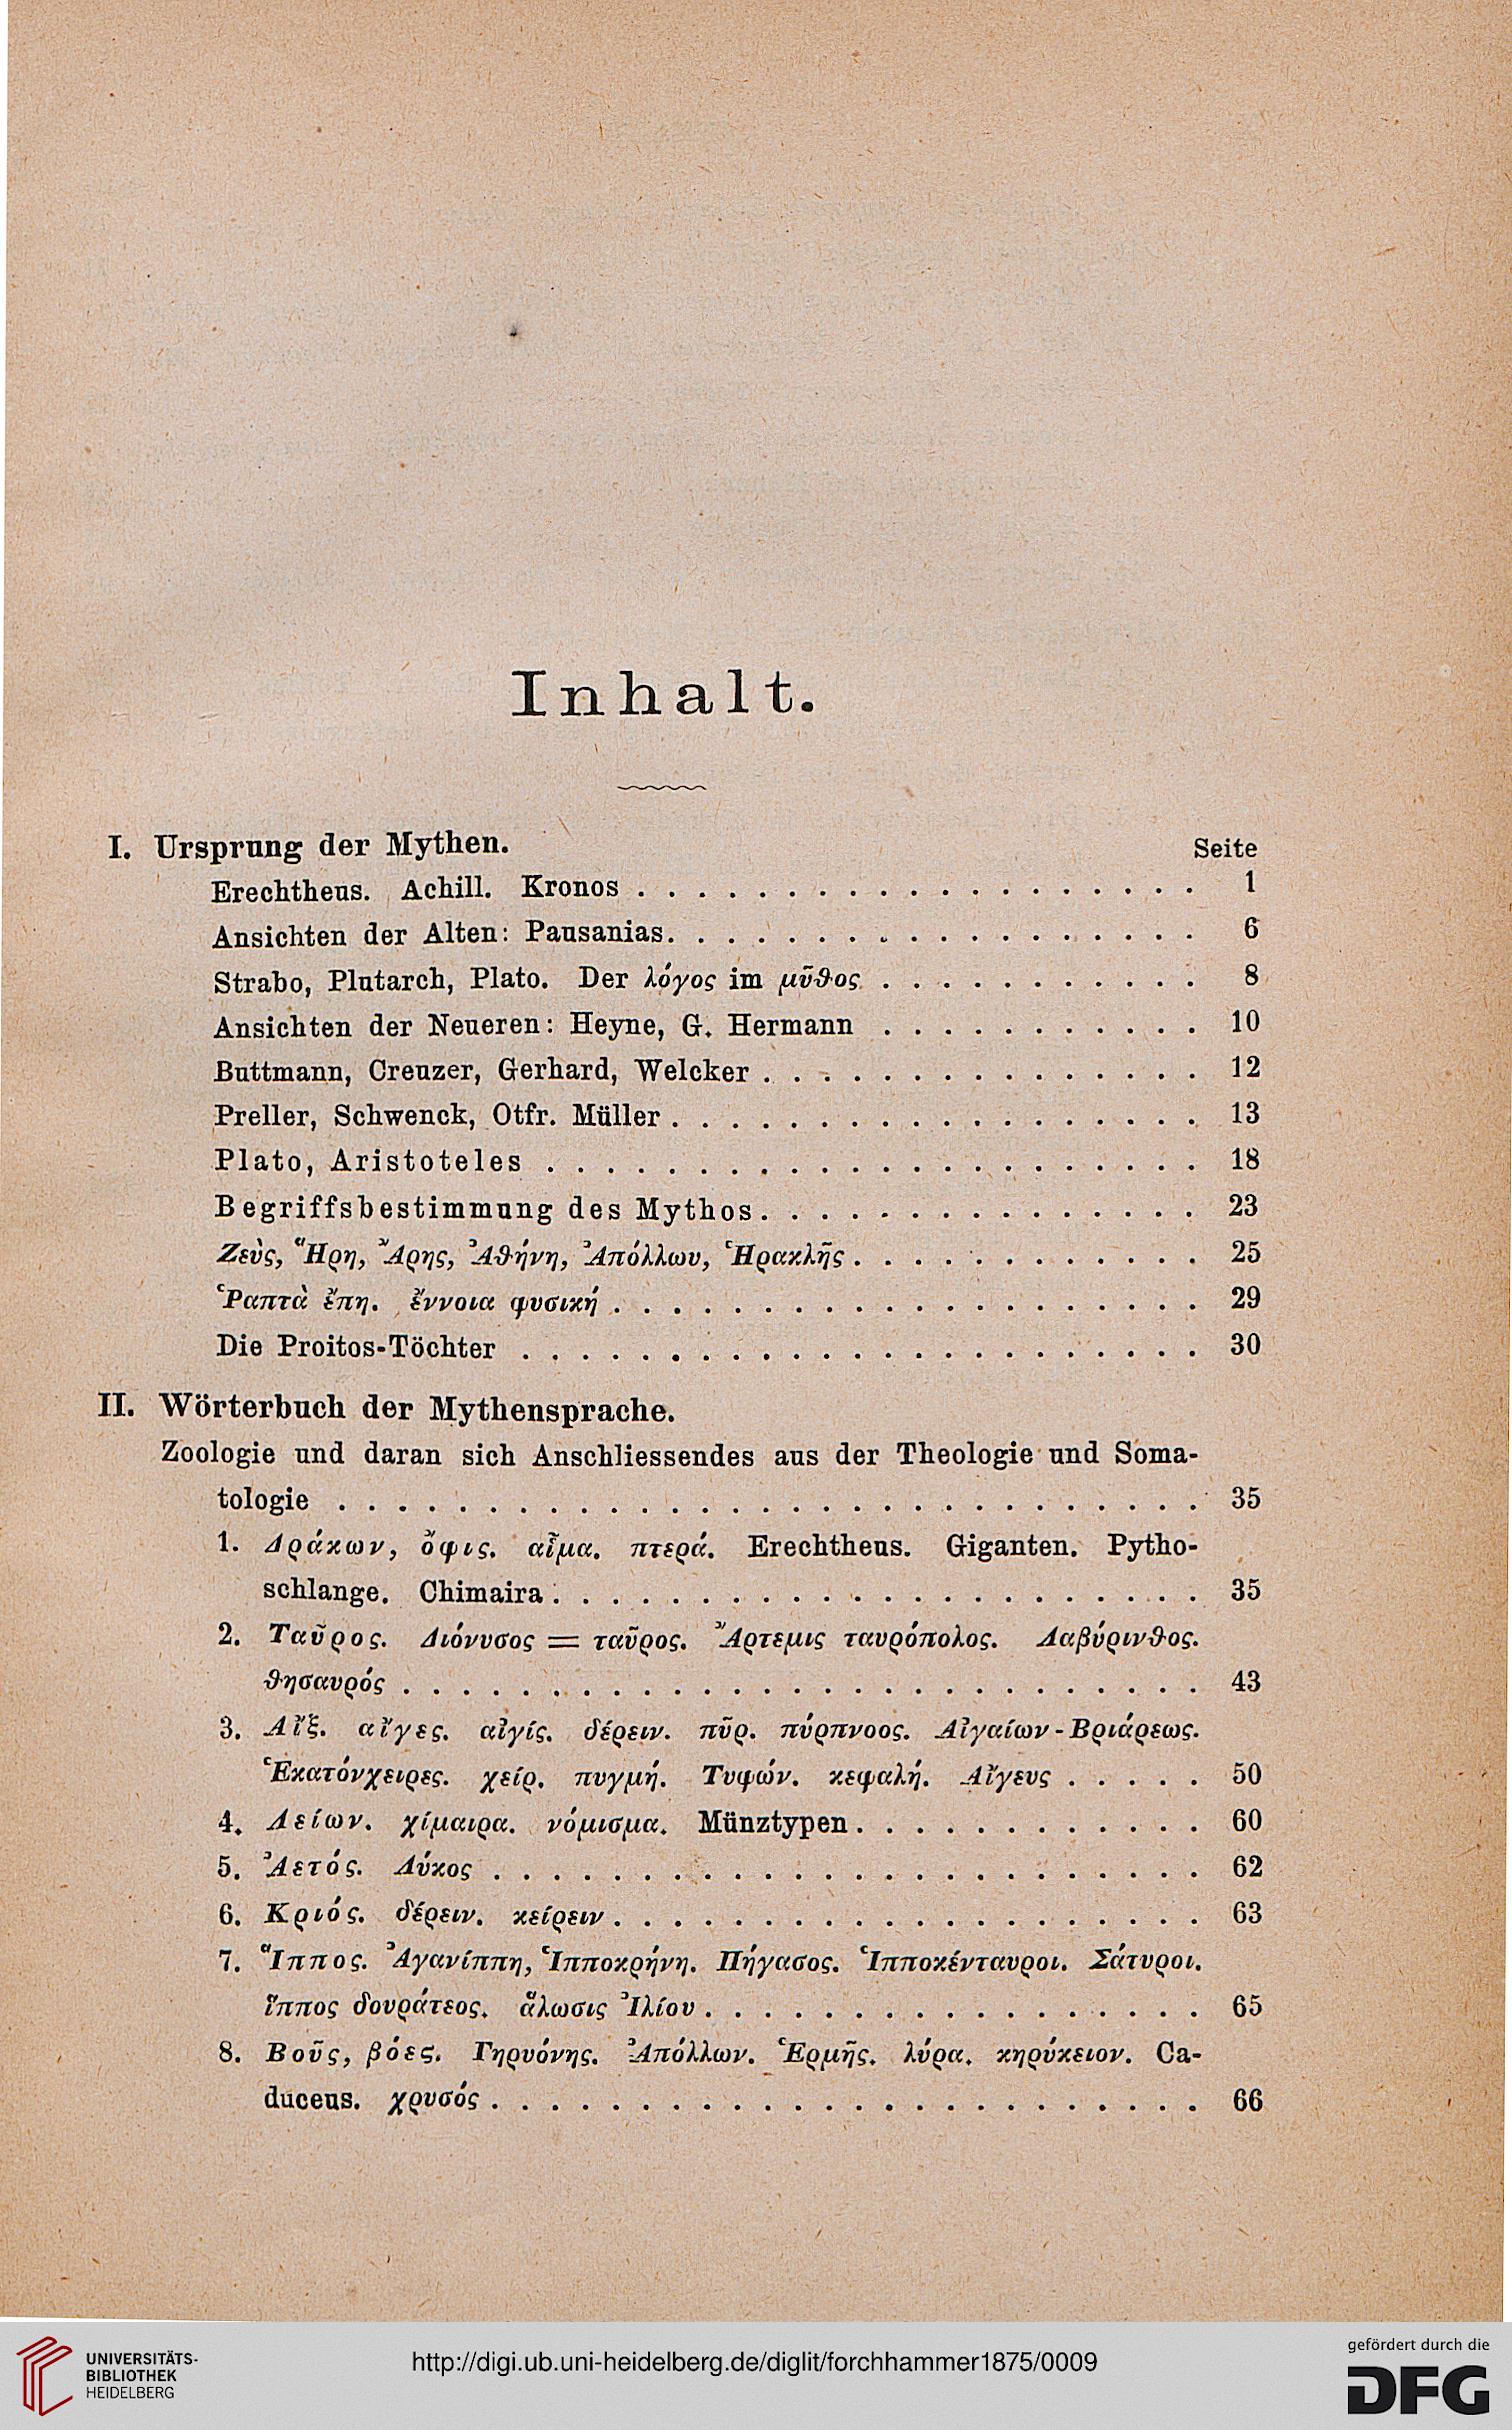 Inhalt.
I. Ursprung der Mythen. Seite
Erechtheus. Achill. Kronos . . . . . . . . . . . . . . . . . . . 1
Ansichten der Alten: Pausanias. . . . . . . . . . . . . . . . . . 6
Strabo, Plutarch, Plato. Der λόγος im μῦϑος . . . . . . . . . . . 8
Ansichten der Neueren: Heyne, G. Hermann . . . . . . . . . . . 10
Buttmann, Creuzer, Gerhard, Welcker . . . . . . . . . . . . . . . 12
Preller, Schwenck, Otfr. Müller . . . . . . . . . . . . . . . . . . 13
Plato, Aristoteles . . . . . . . . . . . . . . . . . . . . . . 18
Begriffsbestimmung des Mythos. . . . . . . . . . . . . . . 23
Ζεὺς, Ἥρη, Ἄρης, Ἀϑήνη, Ἀπόλλων, Ἡρακλῆς . . . . . . . . . . . . 25
Ῥαπτὰ ἔπη. ἔννοια φυσική . . . . . . . . . . . . . . . . . . . . 29
Die Proitos-Töchter . . . . . . . . . . . . . . . . . . . . . . . 30
II. Wörterbuch der Mythensprache.
Zoologie und daran sich Anschliessendes aus der Theologie und Soma-
tologie . . . . . . . . . . . . . . . . . . . . . . . . . . . . . 35
1. Δράκων, ὄφις. αἷμα. πτερά. Erechtheus. Giganten. Pytho-
schlange. Chimaira . . . . . . . . . . . . . . . . . . . . . . 35
2. Ταῦρος. Διόνυσος = ταῦρος. Ἄρτεμις ταυρόπολος. Λαβύρινϑος.
ϑησαυρός . . . . . . . . . . . . . . . . . . . . . . . . . . . 43
3. Αἴξ. αἴγες. αἰγίς. δέρειν. πῦρ. πύρπνοος. Αἰγαίων-Βριάρεως.
Ἑκατόνχειρες. χείρ. πυγμή. Τυφών. κεφαλή. Αἴγευς . . . . . 50
4. Λείων. χίμαιρα. νόμισμα. Münztypen . . . . . . . . . . . . 60
5. Ἀετός. Λύκος . . . . . . . . . . . . . . . . . . . . . . . . 62
6. Κριός. δέρειν. κείρειν . . . . . . . . . . . . . . . . . . . . 63
7. Ἵππος. Ἀγανίππη, Ἱπποκρήνη. Πήγασος. Ἱπποκένταυροι. Σάτυροι.
ἵππος δουράτεος. ἅλωσις Ἰλίου . . . . . . . . . . . . . . . . . 65
8. Βοῦς, βόες. Γηρυόνης. Ἀπόλλων. Ἑρμῆς. λύρα. κηρύκειον. Ca-
duceus. χρυσός . . . . . . . . . . . . . . . . . . . . . . . . 66
UNIVERSITÄTS-
BIBLIOTHEK
HEIDELBERG
http://digi.ub.uni-heidelberg.de/diglit/forchhammer1875/0009
gefördert durch die
DFG